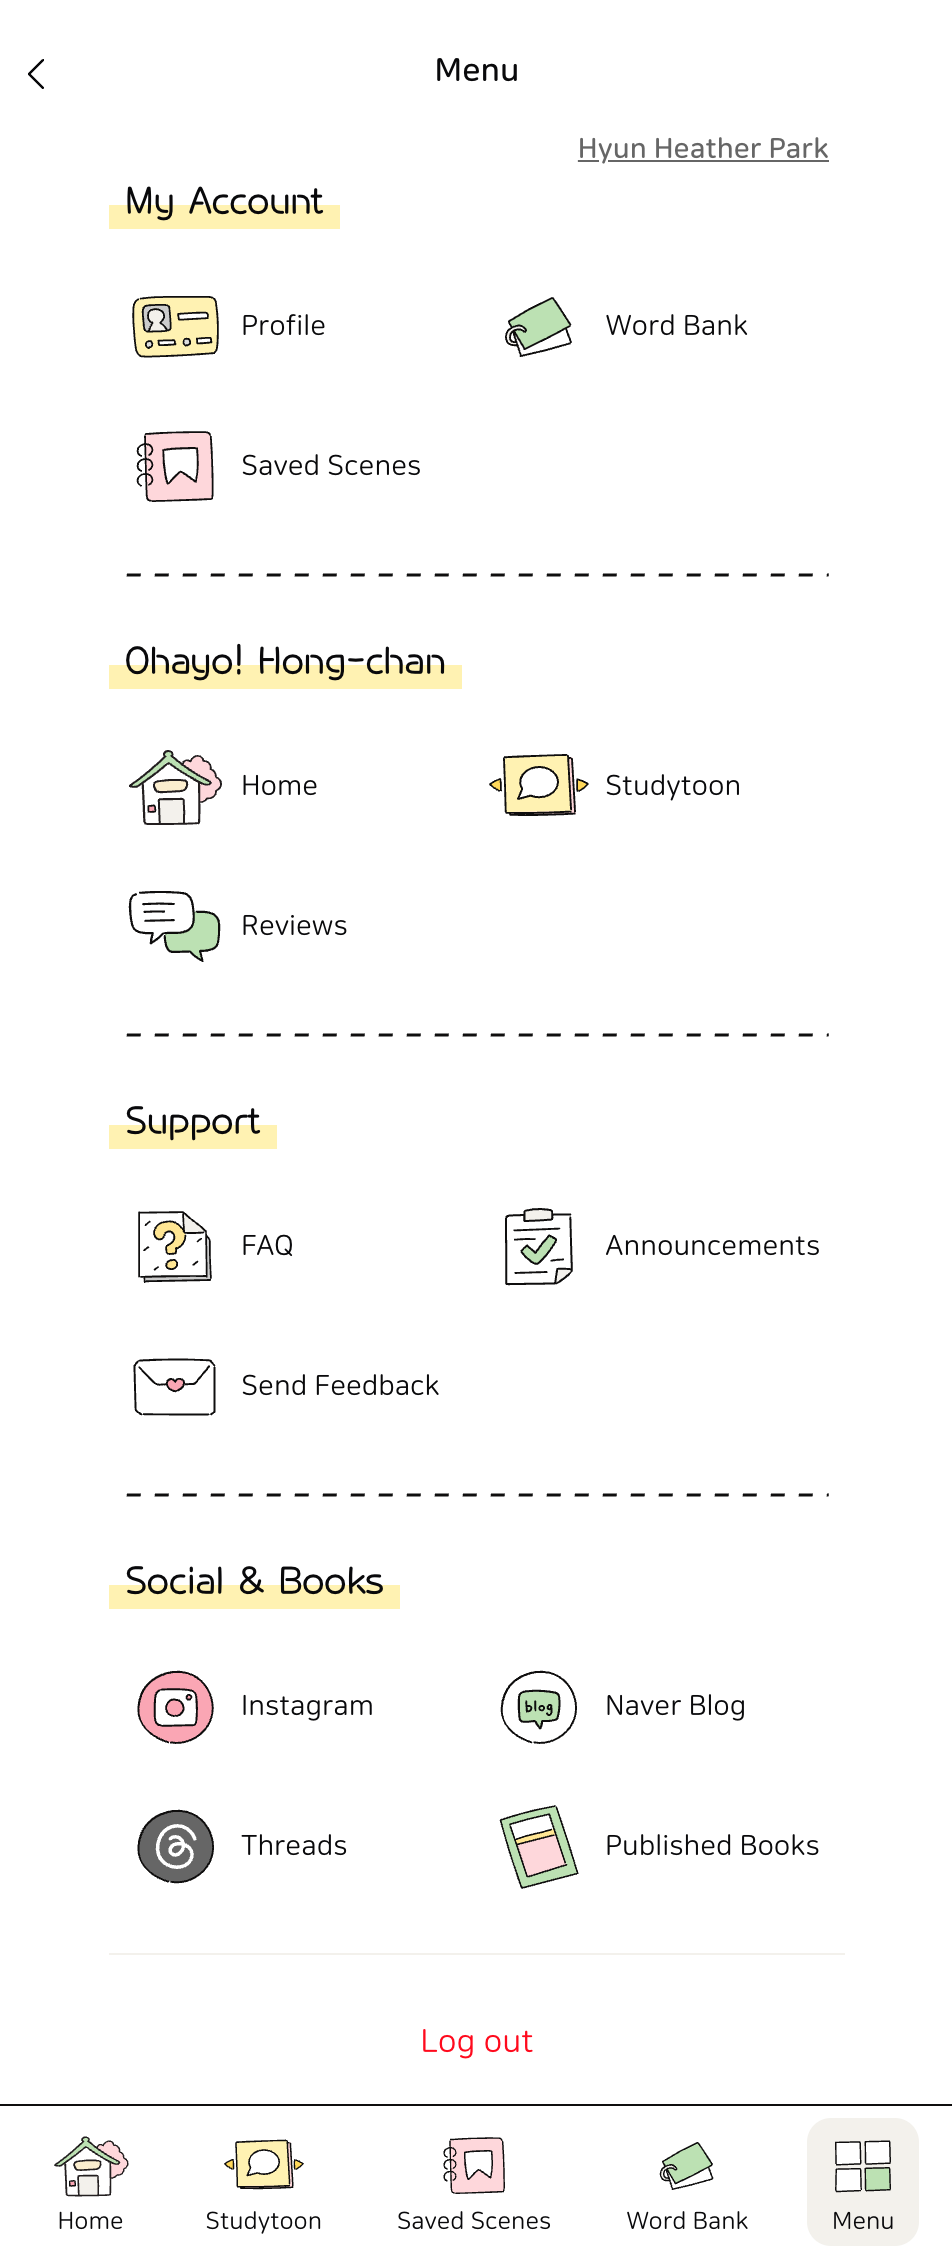 Menu
Hyun Heather Park
My Account
Profile
Word Bank
Saved Scenes
Ohayo! Hong-chan
Home
Studytoon
Reviews
Support
FAQ
Announcements
Send Feedback
Social & Books
Instagram
blog
Naver Blog
Threads
Published Books
Log out
Home
Studytoon
Saved Scenes
Word Bank
Menu